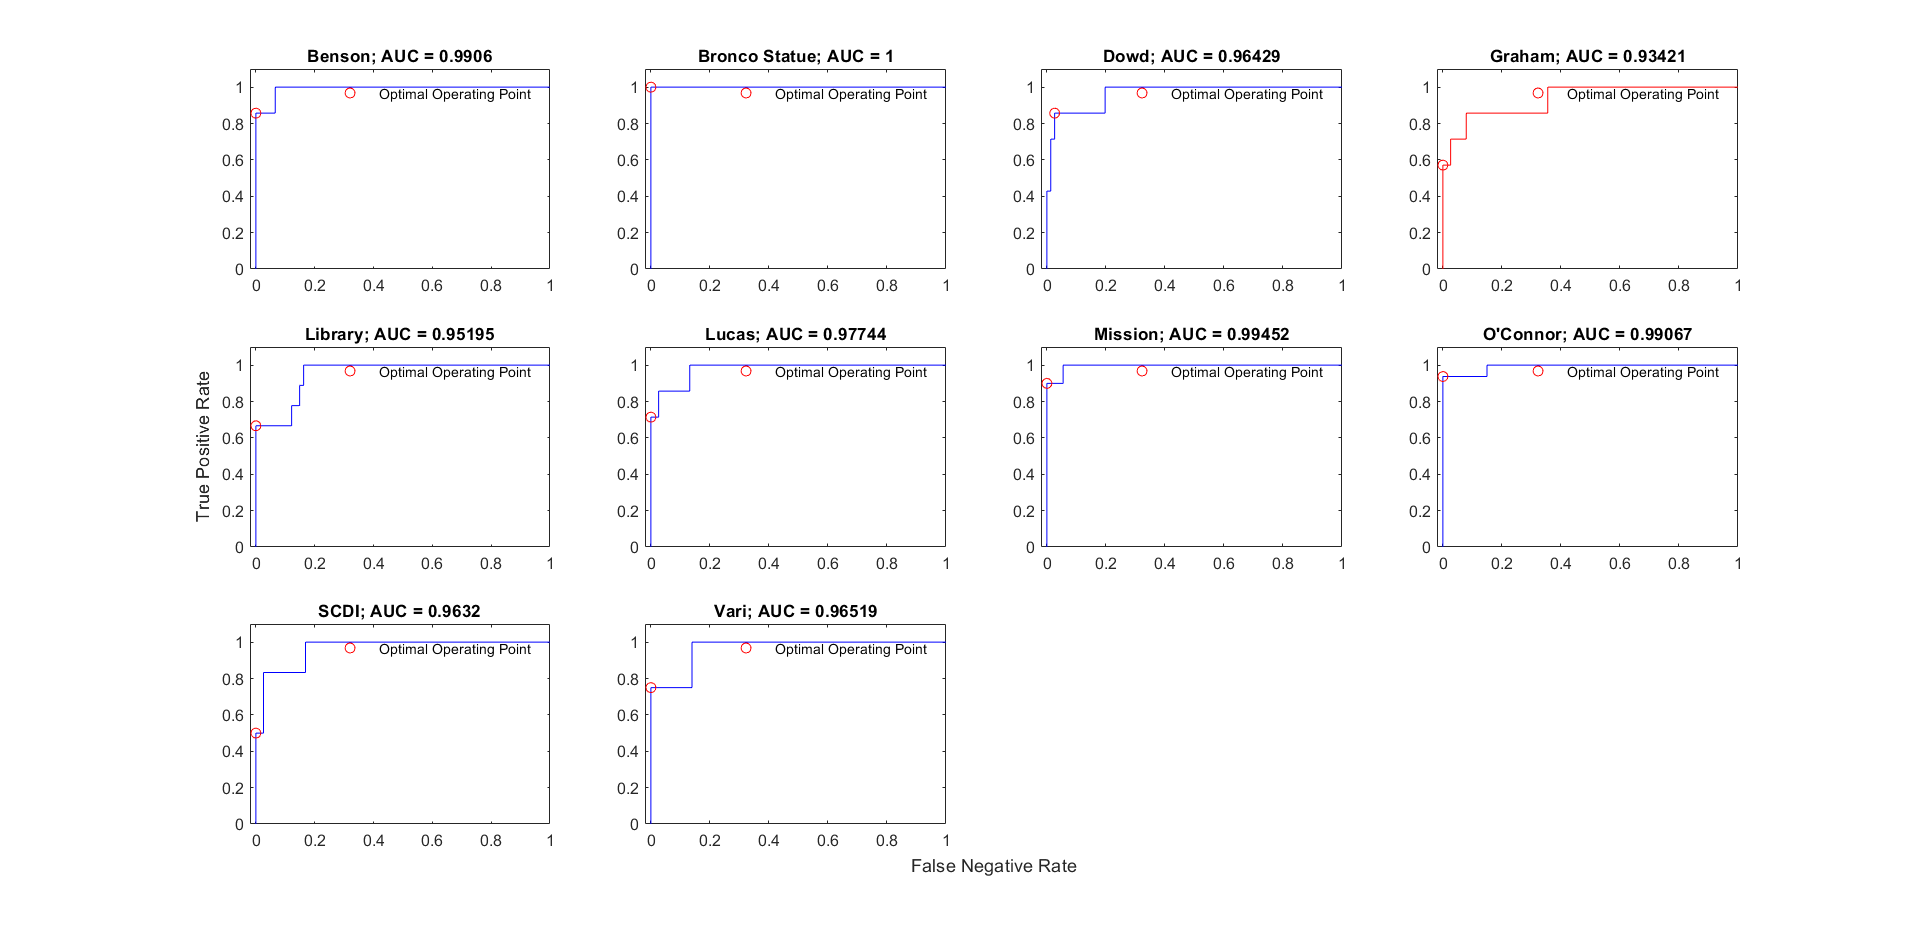 Benson; AUC = 0.9906
1
0.8
0.6
0.4
0.2
0
0 0.2 0.4 0.6 0.8 1
Optimal Operating Point
Bronco Statue; AUC = 1
1
0.8
0.6
0.4
0.2
0
0 0.2 0.4 0.6 0.8 1
Optimal Operating Point
Dowd; AUC = 0.96429
1
0.8
0.6
0.4
0.2
0
0 0.2 0.4 0.6 0.8 1
Optimal Operating Point
Graham; AUC = 0.93421
1
0.8
0.6
0.4
0.2
0
0 0.2 0.4 0.6 0.8 1
Optimal Operating Point
True Positive Rate
Library; AUC = 0.95195
1
0.8
0.6
0.4
0.2
0
0 0.2 0.4 0.6 0.8 1
Optimal Operating Point
Lucas; AUC = 0.97744
1
0.8
0.6
0.4
0.2
0
0 0.2 0.4 0.6 0.8 1
Optimal Operating Point
Mission; AUC = 0.99452
1
0.8
0.6
0.4
0.2
0
0 0.2 0.4 0.6 0.8 1
Optimal Operating Point
O'Connor; AUC = 0.99067
1
0.8
0.6
0.4
0.2
0
0 0.2 0.4 0.6 0.8 1
Optimal Operating Point
SCDI; AUC = 0.9632
1
0.8
0.6
0.4
0.2
0
0 0.2 0.4 0.6 0.8 1
Optimal Operating Point
Vari; AUC = 0.96519
1
0.8
0.6
0.4
0.2
0
0 0.2 0.4 0.6 0.8 1
Optimal Operating Point
False Negative Rate